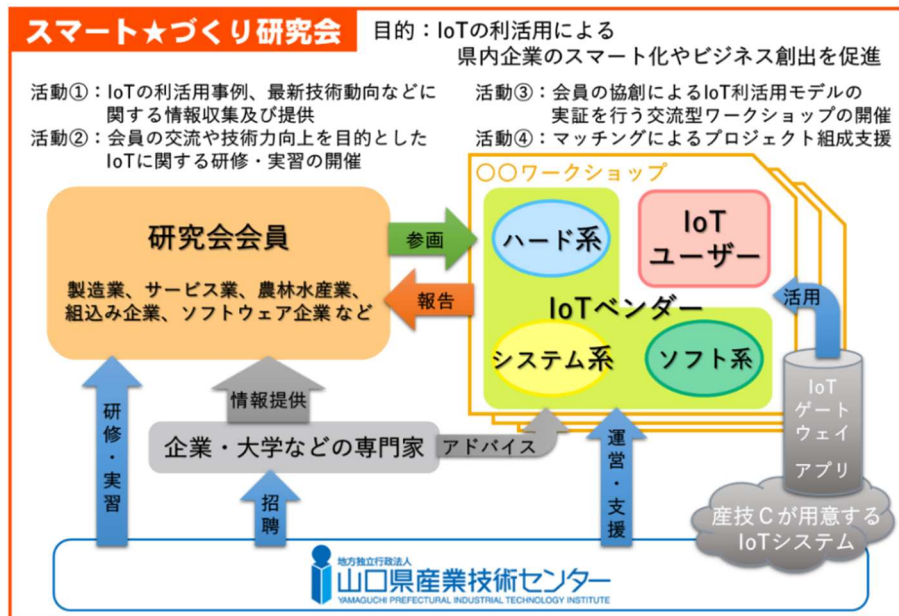 スマート★づくり研究会
目的：IoTの利活用による
県内企業のスマート化やビジネス創出を促進
活動①：IoTの利活用事例、最新技術動向などに
関する情報収集及び提供
活動②：会員の交流や技術力向上を目的とした
IoTに関する研修・実習の開催
活動③：会員の協創によるIoT利活用モデルの
実証を行う交流型ワークショップの開催
活動④：マッチングによるプロジェクト組成支援
研究会会員
製造業、サービス業、農林水産業、
組込み企業、ソフトウェア企業 など
参画
報告
〇〇ワークショップ
ハード系
IoT
ユーザー
IoTベンダー
システム系
ソフト系
活用
IoT
ゲート
ウェイ
アプリ
産技Cが用意する
IoTシステム
研修・実習
情報提供
企業・大学などの専門家
アドバイス
招聘
運営・支援
地方独立行政法人
山口県産業技術センター
YAMAGUCHI PREFECTURAL INDUSTRIAL TECHNOLOGY INSTITUTE